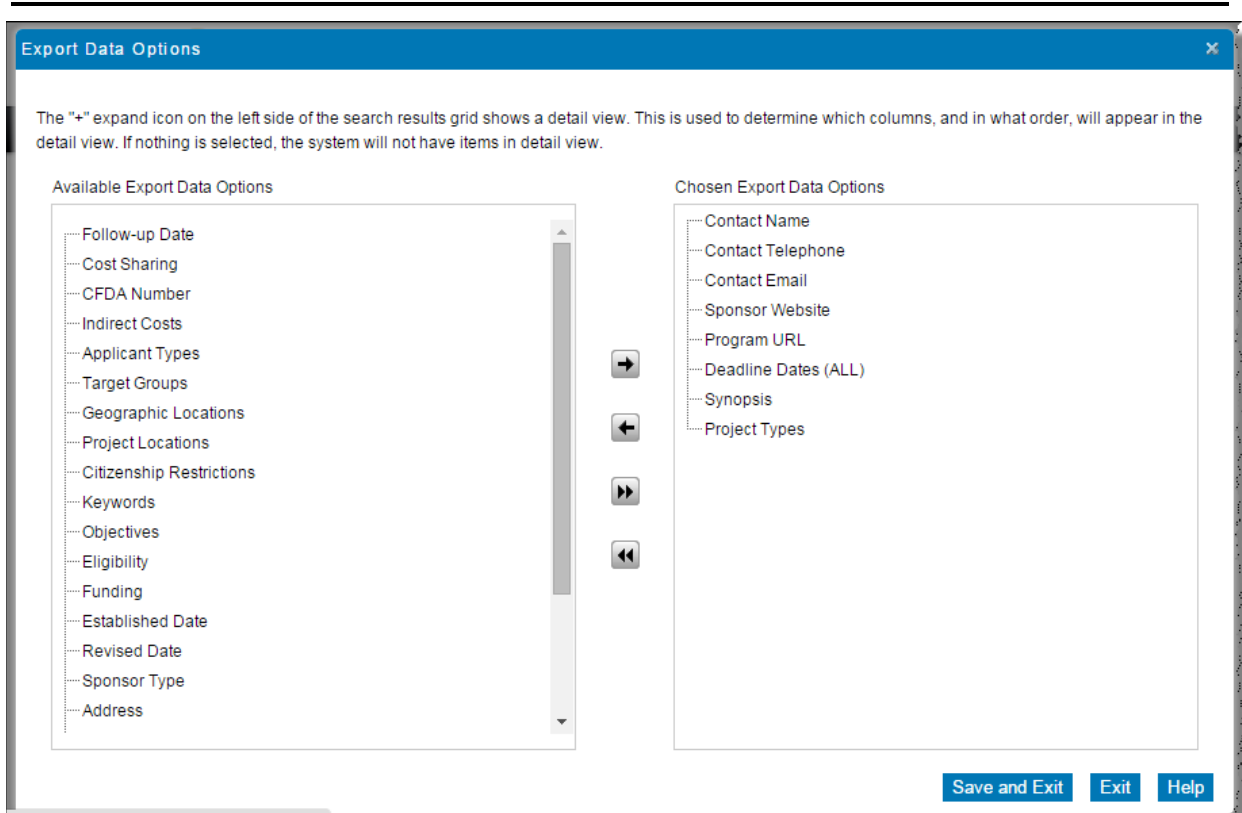 Export Data Options
The "+" expand icon on the left side of the search results grid shows a detail view. This is used to determine which columns, and in what order, will appear in the
detail view. If nothing is selected, the system will not have items in detail view.
Available Export Data Options
Follow-up Date
Cost Sharing
CFDA Number
Indirect Costs
Applicant Types
Target Groups
Geographic Locations
Project Locations
Citizenship Restrictions
Keywords
Objectives
Eligibility
Funding
Established Date
Revised Date
Sponsor Type
Address
Chosen Export Data Options
Contact Name
Contact Telephone
Contact Email
Sponsor Website
Program URL
Deadline Dates (ALL)
Synopsis
Project Types
Save and Exit
Exit
Help